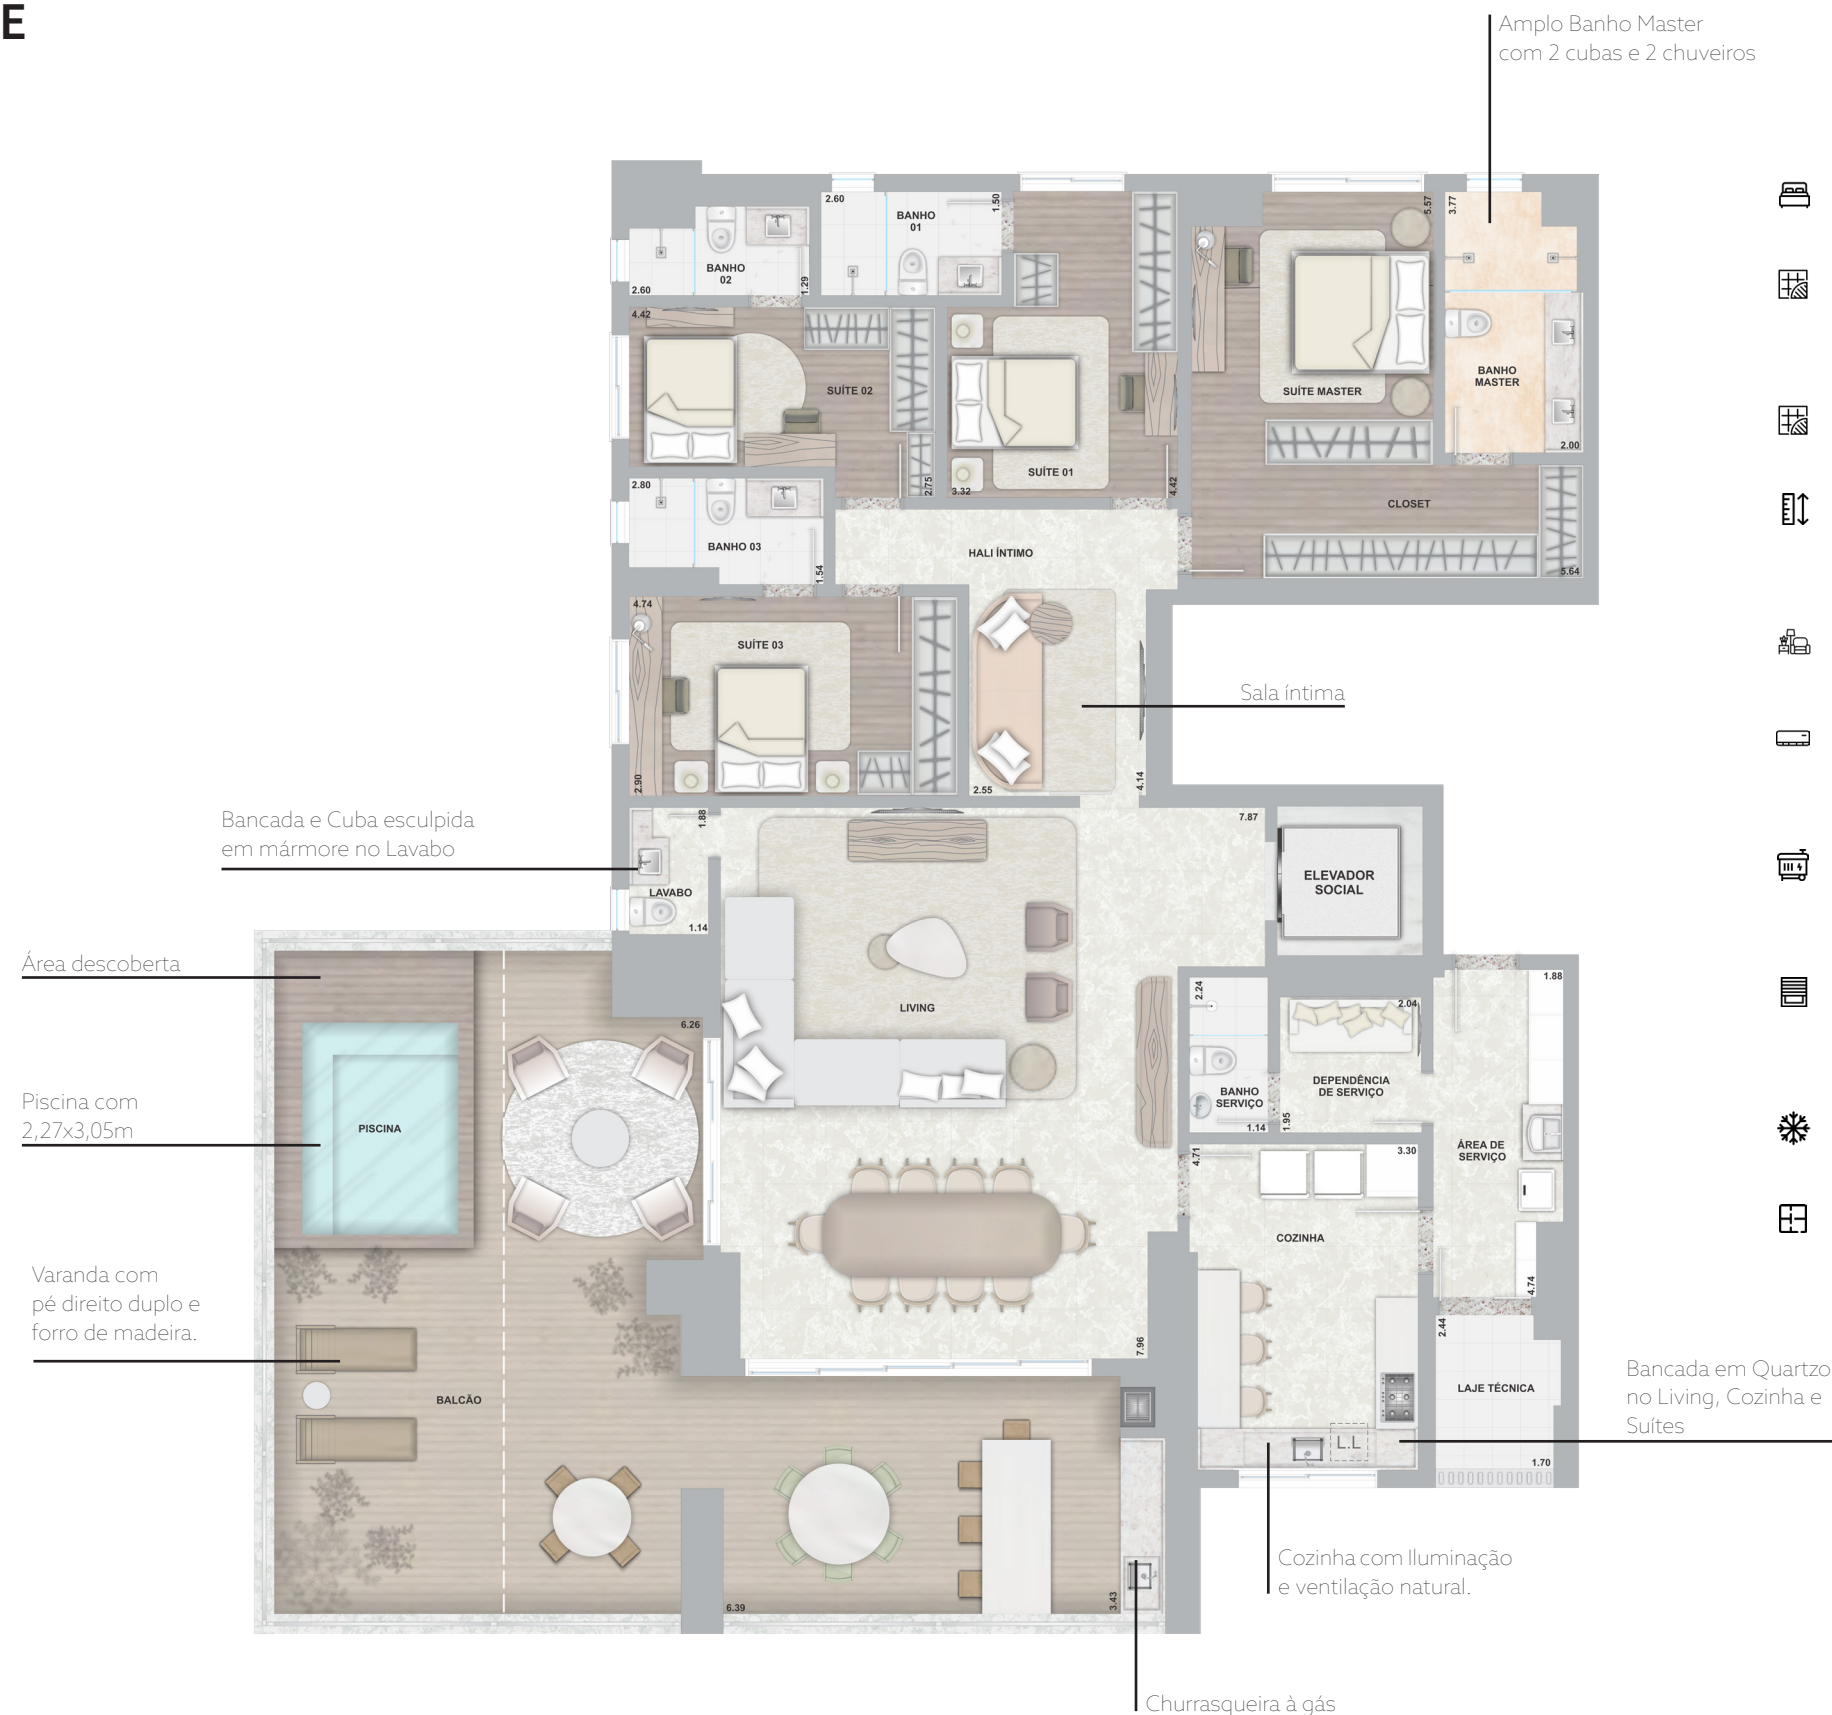 E
Amplo Banho Master
com 2 cubas e 2 chuveiros
2.60
BANHO
01
1.50
5.57
3.77
BANHO
02
2.60
1.29
4.42
SUÍTE 02
2.75
SUÍTE 01
3.32
4.42
SUÍTE MASTER
BANHO
MASTER
2.00
CLOSET
5.64
2.80
BANHO 03
1.54
HALI ÍNTIMO
4.74
SUÍTE 03
2.90
Sala íntima
2.55
4.14
Bancada e Cuba esculpida
em mármore no Lavabo
1.88
LAVABO
1.14
7.87
ELEVADOR
SOCIAL
Área descoberta
6.26
LIVING
2.24
2.04
1.88
BANHO
SERVIÇO
1.14
DEPENDÊNCIA
DE SERVIÇO
1.95
Piscina com
2,27x3,05m
PISCINA
ÁREA DE
SERVIÇO
4.71
3.30
COZINHA
4.74
Varanda com
pé direito duplo e
forro de madeira.
7.96
2.44
BALCÃO
LAJE TÉCNICA
Bancada em Quartzo
no Living, Cozinha e
Suítes
L.L
1.70
Cozinha com Iluminação
e ventilação natural.
6.39
3.43
Churrasqueira à gás